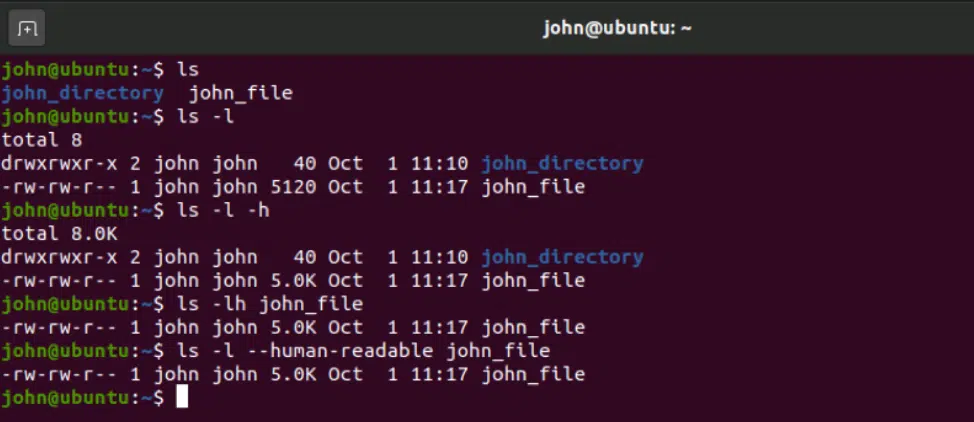 john@ubuntu: ~
john@ubuntu:~$ ls
john_directory  john_file
john@ubuntu:~$ ls -l
total 8
drwxrwxr-x 2 john john   40 Oct  1 11:10 john_directory
-rw-rw-r-- 1 john john 5120 Oct  1 11:17 john_file
john@ubuntu:~$ ls -l -h
total 8.0K
drwxrwxr-x 2 john john   40 Oct  1 11:10 john_directory
-rw-rw-r-- 1 john john 5.0K Oct  1 11:17 john_file
john@ubuntu:~$ ls -lh john_file
-rw-rw-r-- 1 john john 5.0K Oct  1 11:17 john_file
john@ubuntu:~$ ls -l --human-readable john_file
-rw-rw-r-- 1 john john 5.0K Oct  1 11:17 john_file
john@ubuntu:~$